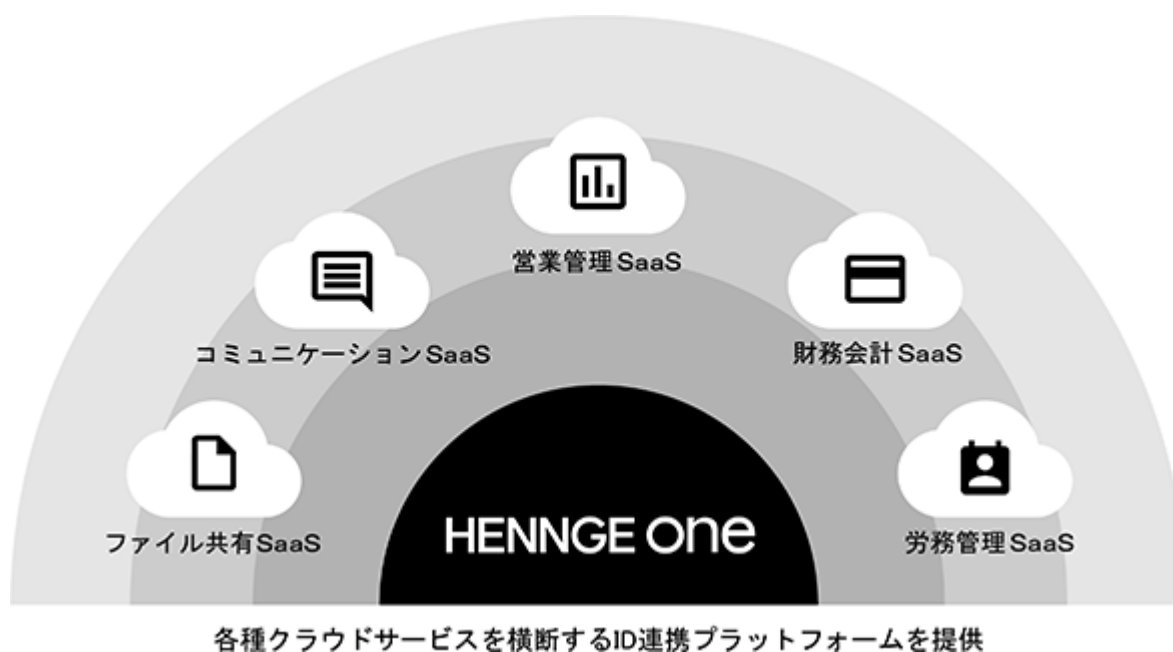 営業管理SaaS
コミュニケーションSaaS
財務会計SaaS
ファイル共有SaaS
HENNGE one
労務管理SaaS
各種クラウドサービスを横断するID連携プラットフォームを提供